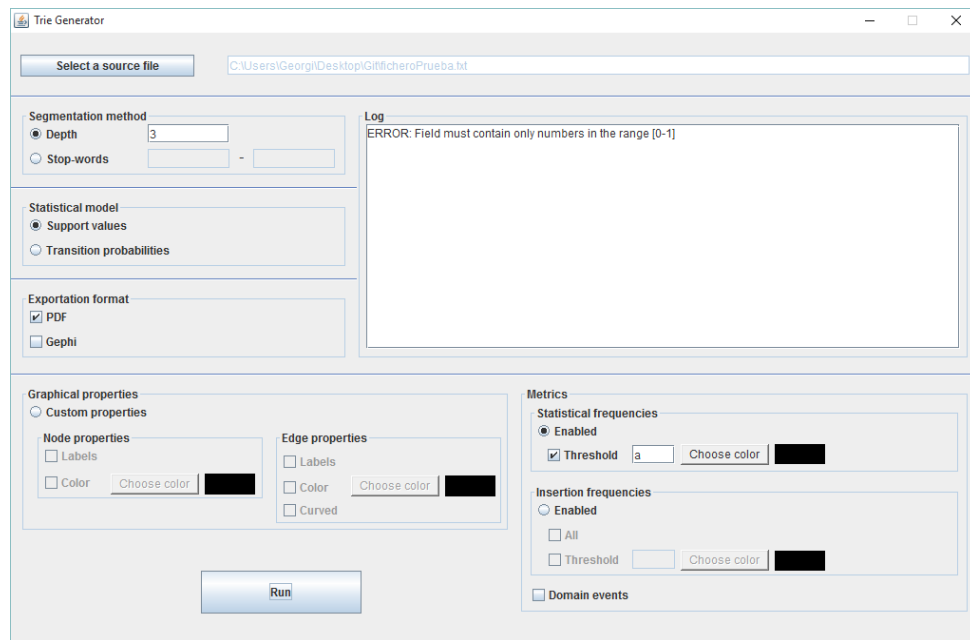 Trie Generator
Select a source file
C:\Users\Georgi\Desktop\Git\ficheroPrueba.txt
Segmentation method
Depth 3
Stop-words -
Log
ERROR: Field must contain only numbers in the range [0-1]
Statistical model
Support values
Transition probabilities
Exportation format
PDF
Gephi
Graphical properties
Custom properties
Node properties
Labels
Color Choose color
Edge properties
Labels
Color Choose color
Curved
Metrics
Statistical frequencies
Enabled
Threshold a Choose color
Insertion frequencies
Enabled
All
Threshold Choose color
Domain events
Run